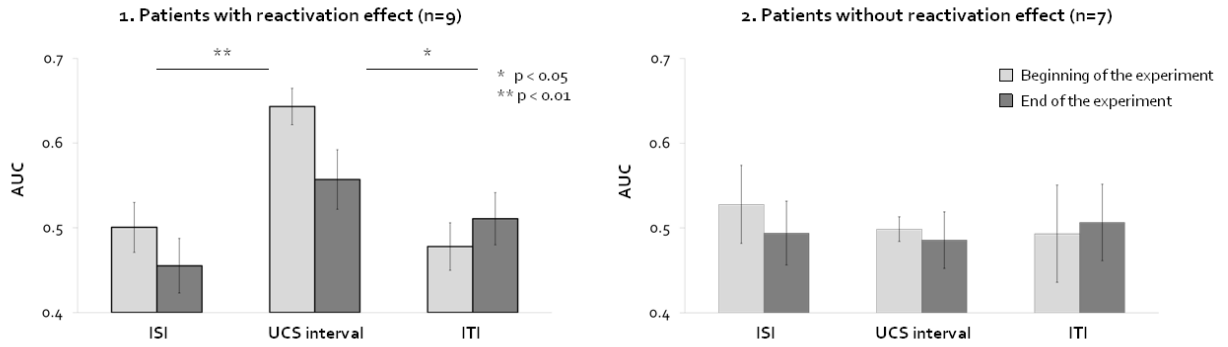 1. Patients with reactivation effect (n=9)
0.7
0.6
0.5
0.4
AUC
**
*
* p < 0.05
** p < 0.01
ISI
UCS interval
ITI
2. Patients without reactivation effect (n=7)
0.7
0.6
0.5
0.4
AUC
Beginning of the experiment
End of the experiment
ISI
UCS interval
ITI